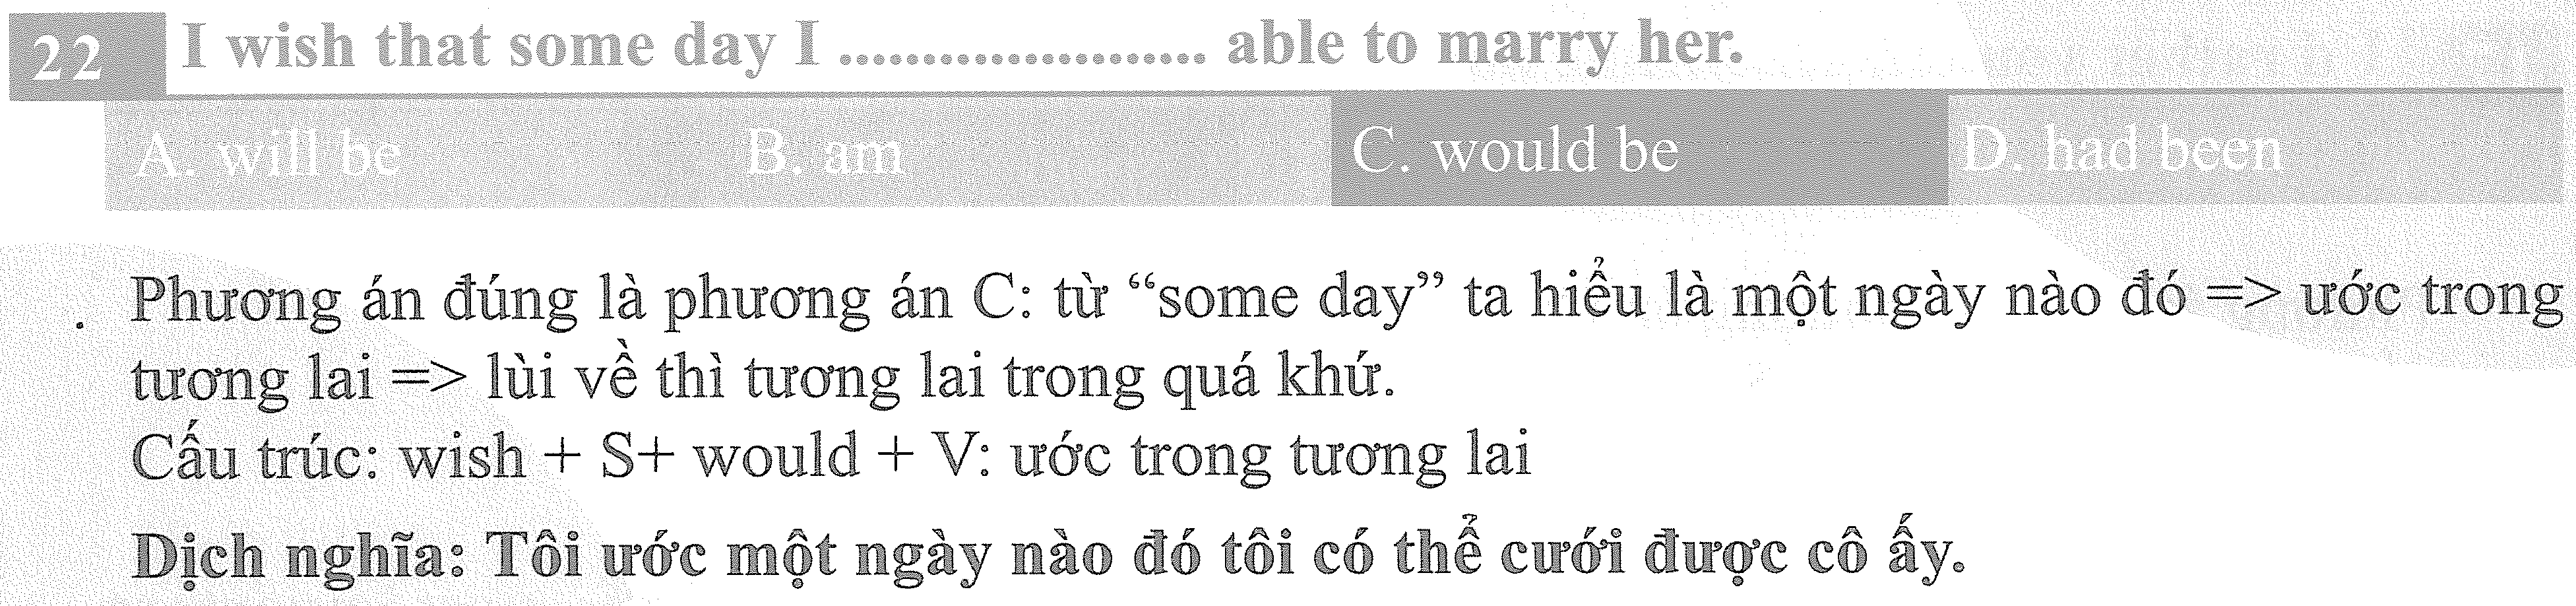 22 I wish that some day I ...................... able to marry her.
A. will be B. am C. would be D. had been
Phương án đúng là phương án C: từ “some day” ta hiểu là một ngày nào đó => ước trong
tương lai => lùi về thì tương lai trong quá khứ.
Cấu trúc: wish + S+ would + V: ước trong tương lai
Dịch nghĩa: Tôi ước một ngày nào đó tôi có thể cưới được cô ấy.